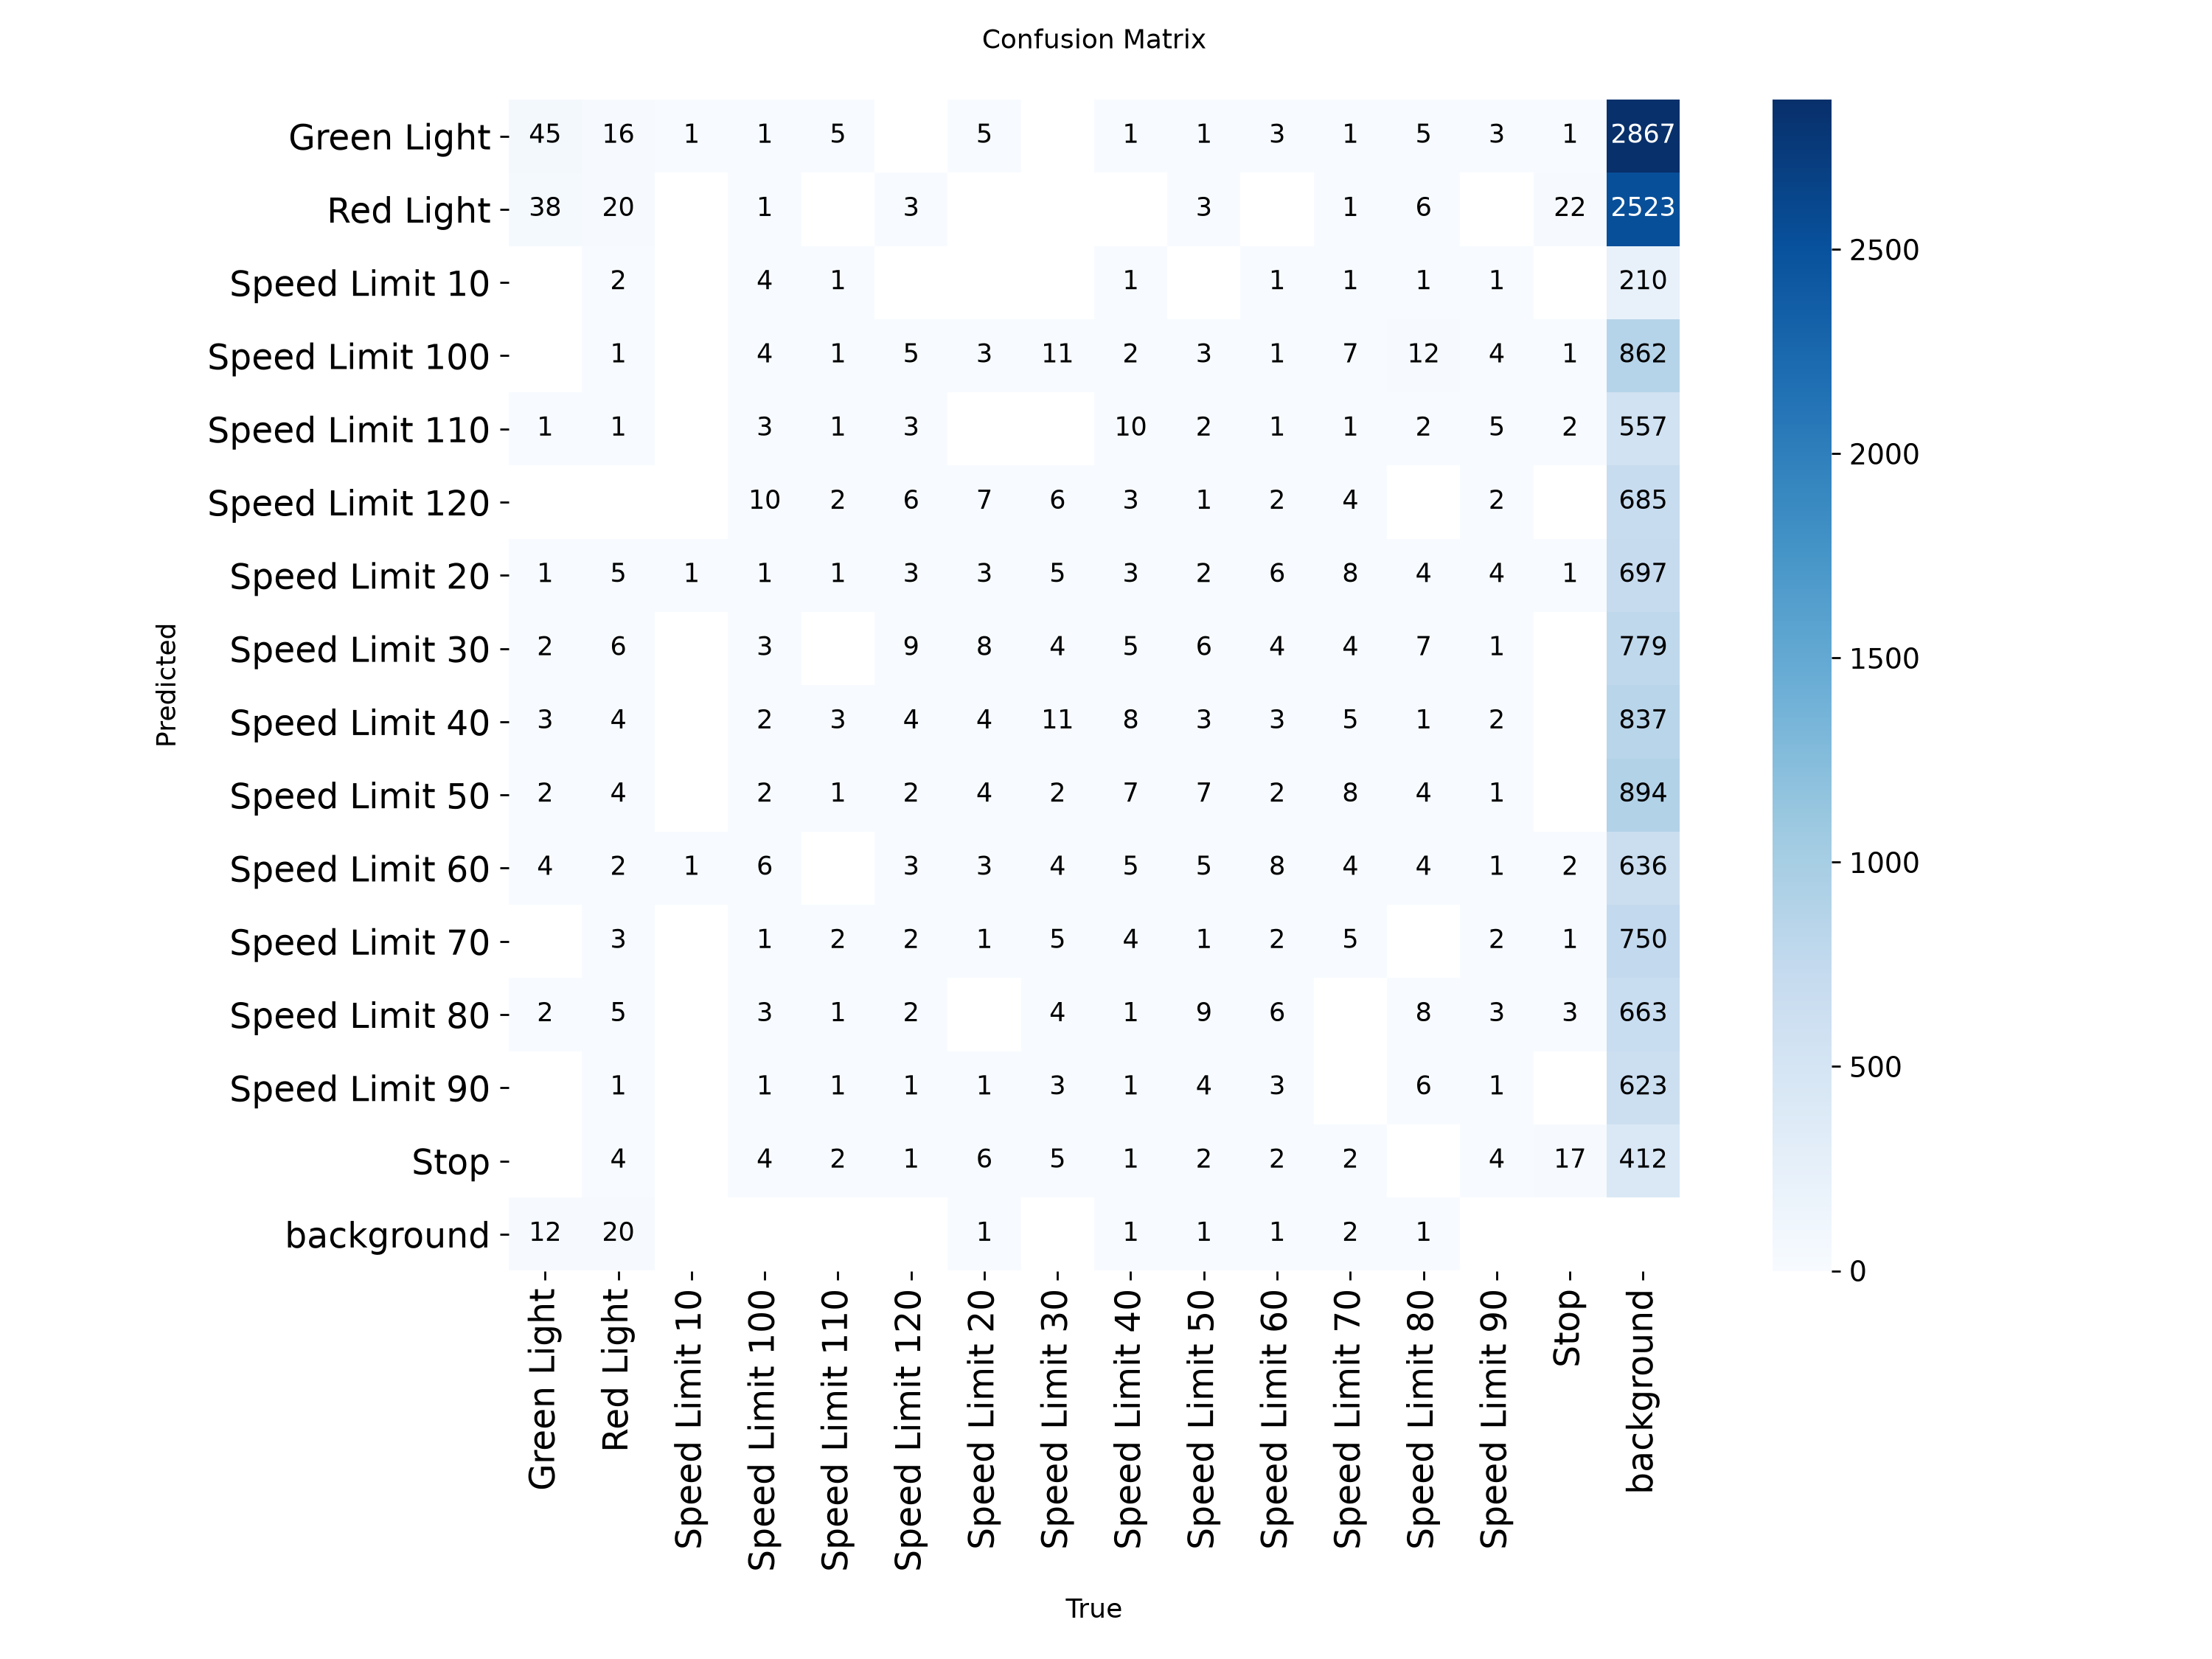 Confusion Matrix
Green Light 45 16 1 1 5 5 1 1 3 1 5 3 1 2867
Red Light 38 20 1 3 3 1 6 22 2523
Speed Limit 10 2 4 1 1 1 1 1 1 210
Speed Limit 100 1 4 1 5 3 11 2 3 1 7 12 4 1 862
Speed Limit 110 1 1 3 1 3 10 2 1 1 2 5 2 557
Speed Limit 120 10 2 6 7 6 3 1 2 4 2 685
Speed Limit 20 1 5 1 1 1 3 3 5 3 2 6 8 4 4 1 697
Speed Limit 30 2 6 3 9 8 4 5 6 4 4 7 1 779
Speed Limit 40 3 4 2 3 4 4 11 8 3 3 5 1 2 837
Speed Limit 50 2 4 2 1 2 4 2 7 7 2 8 4 1 894
Speed Limit 60 4 2 1 6 3 3 4 5 5 8 4 4 1 2 636
Speed Limit 70 3 1 2 2 1 5 4 1 2 5 2 1 750
Speed Limit 80 2 5 3 1 2 4 1 9 6 8 3 3 663
Speed Limit 90 1 1 1 1 1 3 1 4 3 6 1 623
Stop 4 4 2 1 6 5 1 2 2 2 4 17 412
background 12 20 1 1 1 1 2 1
Predicted
Green Light
Red Light
Speed Limit 10
Speed Limit 100
Speed Limit 110
Speed Limit 120
Speed Limit 20
Speed Limit 30
Speed Limit 40
Speed Limit 50
Speed Limit 60
Speed Limit 70
Speed Limit 80
Speed Limit 90
Stop
background
True
2500
2000
1500
1000
500
0